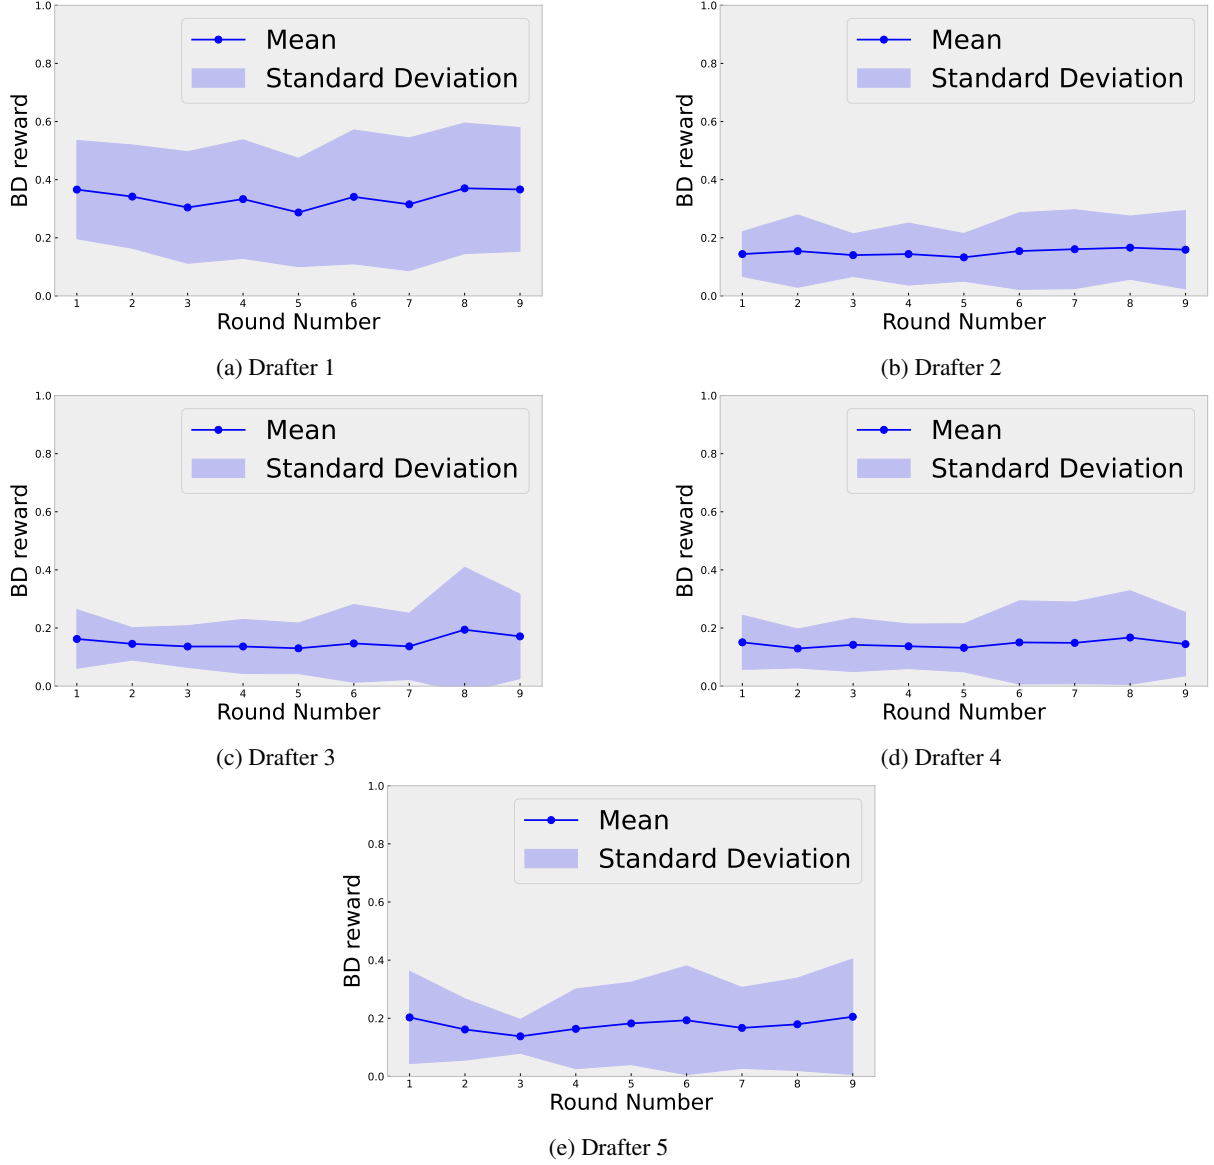 1.0
0.8
0.6
0.4
0.2
0.0
BD reward
Mean
Standard Deviation
1 2 3 4 5 6 7 8 9
Round Number
(a) Drafter 1
1.0
0.8
0.6
0.4
0.2
0.0
BD reward
Mean
Standard Deviation
1 2 3 4 5 6 7 8 9
Round Number
(b) Drafter 2
1.0
0.8
0.6
0.4
0.2
0.0
BD reward
Mean
Standard Deviation
1 2 3 4 5 6 7 8 9
Round Number
(c) Drafter 3
1.0
0.8
0.6
0.4
0.2
0.0
BD reward
Mean
Standard Deviation
1 2 3 4 5 6 7 8 9
Round Number
(d) Drafter 4
1.0
0.8
0.6
0.4
0.2
0.0
BD reward
Mean
Standard Deviation
1 2 3 4 5 6 7 8 9
Round Number
(e) Drafter 5